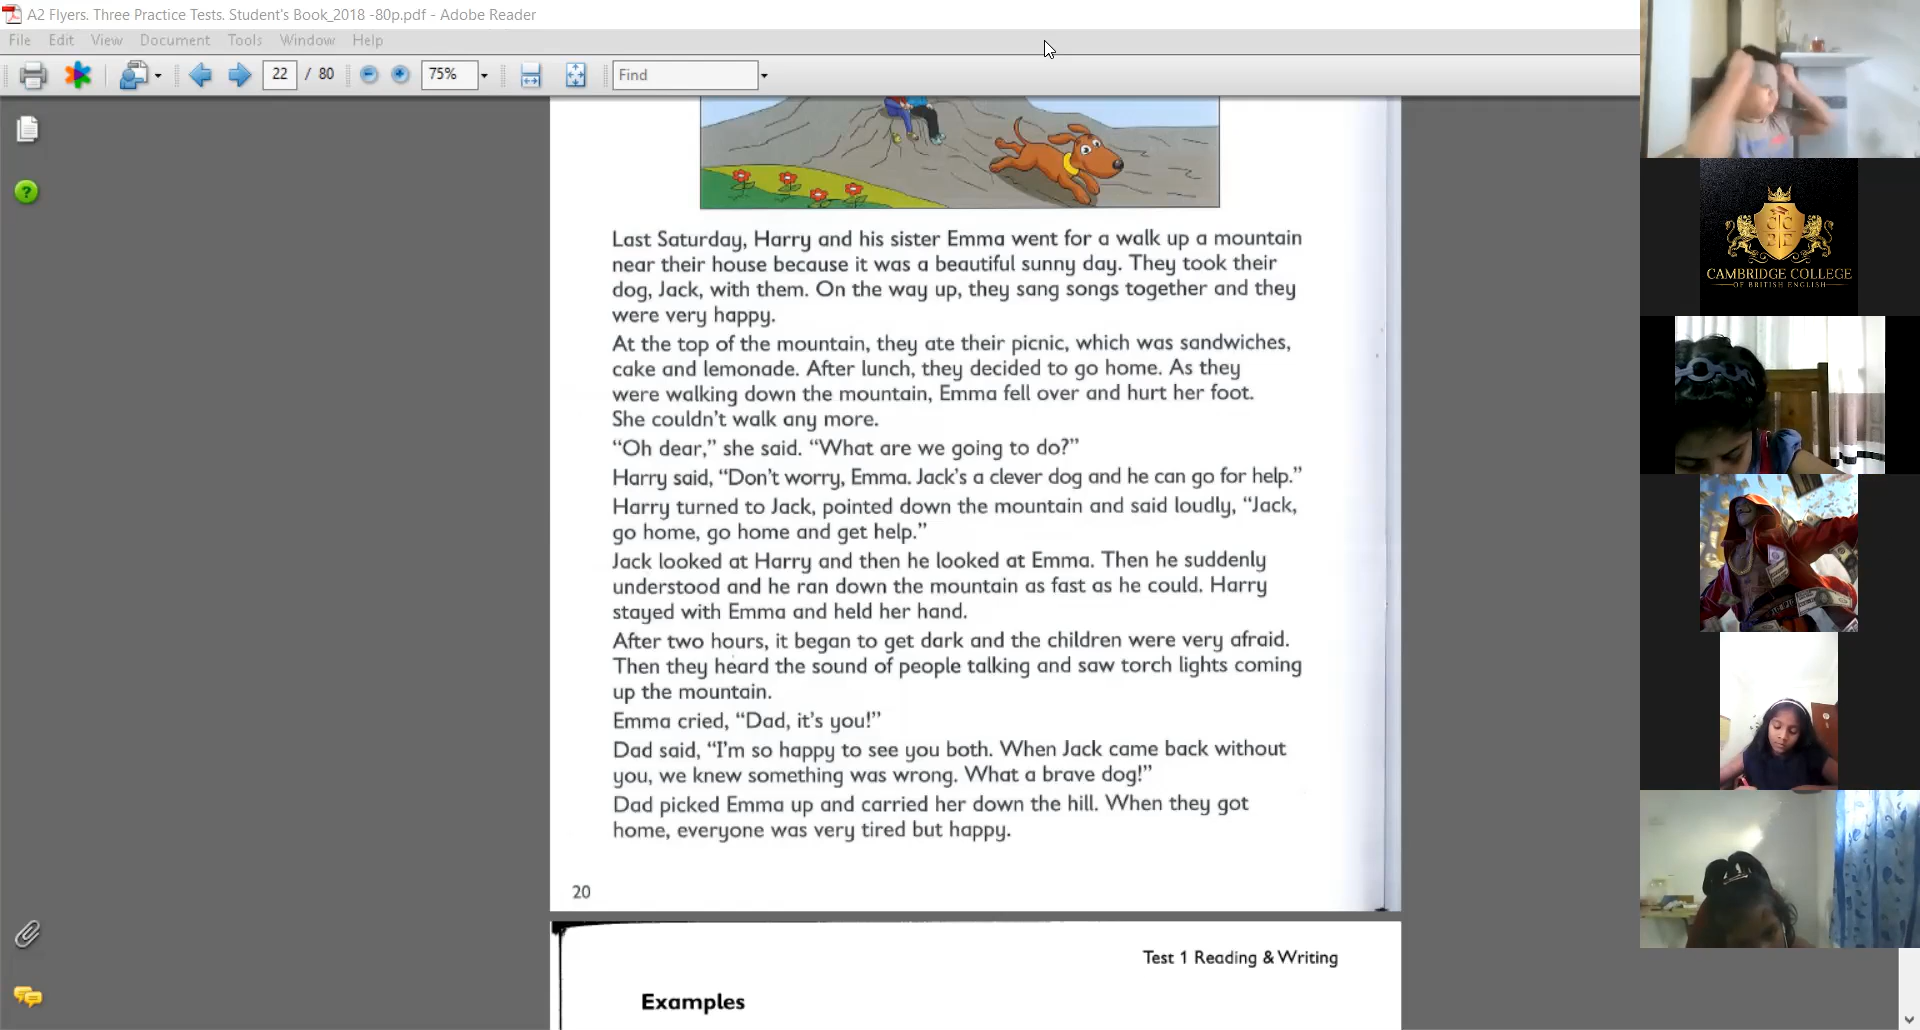 A2 Flyers. Three Practice Tests. Student's Book_2018 -80p.pdf - Adobe Reader
File Edit View Document Tools Window Help
22 / 80 75% Find
Last Saturday, Harry and his sister Emma went for a walk up a mountain
near their house because it was a beautiful sunny day. They took their
dog, Jack, with them. On the way up, they sang songs together and they
were very happy.
At the top of the mountain, they ate their picnic, which was sandwiches,
cake and lemonade. After lunch, they decided to go home. As they
were walking down the mountain, Emma fell over and hurt her foot.
She couldn't walk any more.
“Oh dear,” she said. “What are we going to do?”
Harry said, “Don't worry, Emma. Jack's a clever dog and he can go for help.”
Harry turned to Jack, pointed down the mountain and said loudly, “Jack,
go home, go home and get help.”
Jack looked at Harry and then he looked at Emma. Then he suddenly
understood and he ran down the mountain as fast as he could. Harry
stayed with Emma and held her hand.
After two hours, it began to get dark and the children were very afraid.
Then they heard the sound of people talking and saw torch lights coming
up the mountain.
Emma cried, “Dad, it's you!”
Dad said, “I'm so happy to see you both. When Jack came back without
you, we knew something was wrong. What a brave dog!”
Dad picked Emma up and carried her down the hill. When they got
home, everyone was very tired but happy.
20
Test 1 Reading & Writing
Examples
CAMBRIDGE COLLEGE
OF BRITISH ENGLISH